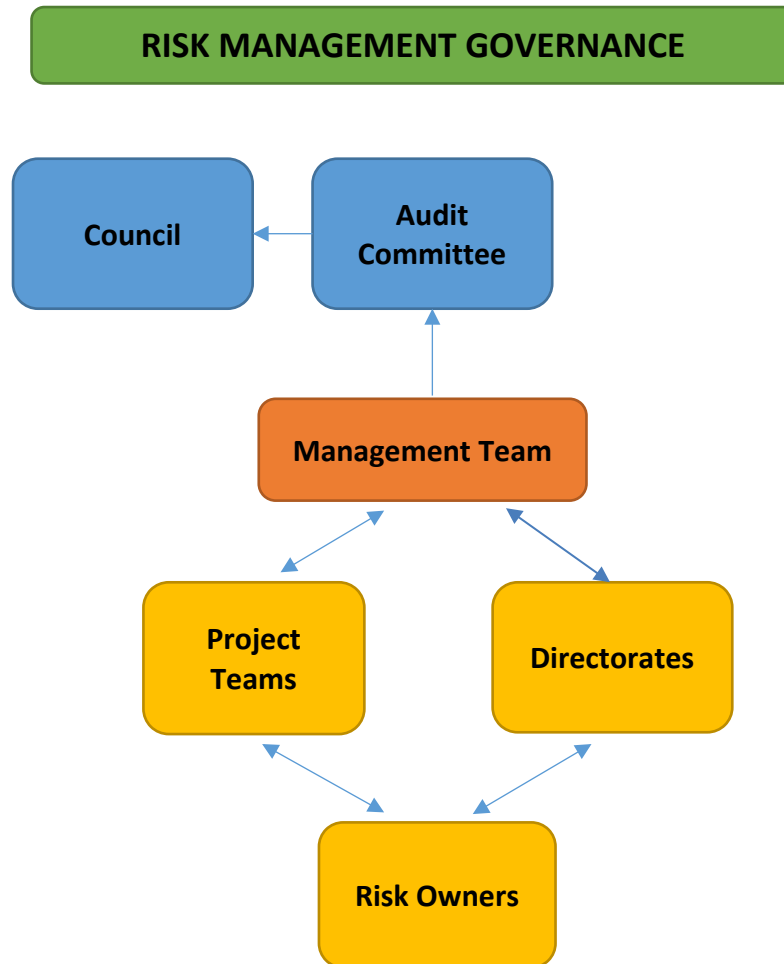 RISK MANAGEMENT GOVERNANCE
Council
Audit
Committee
Management Team
Project
Teams
Directorates
Risk Owners